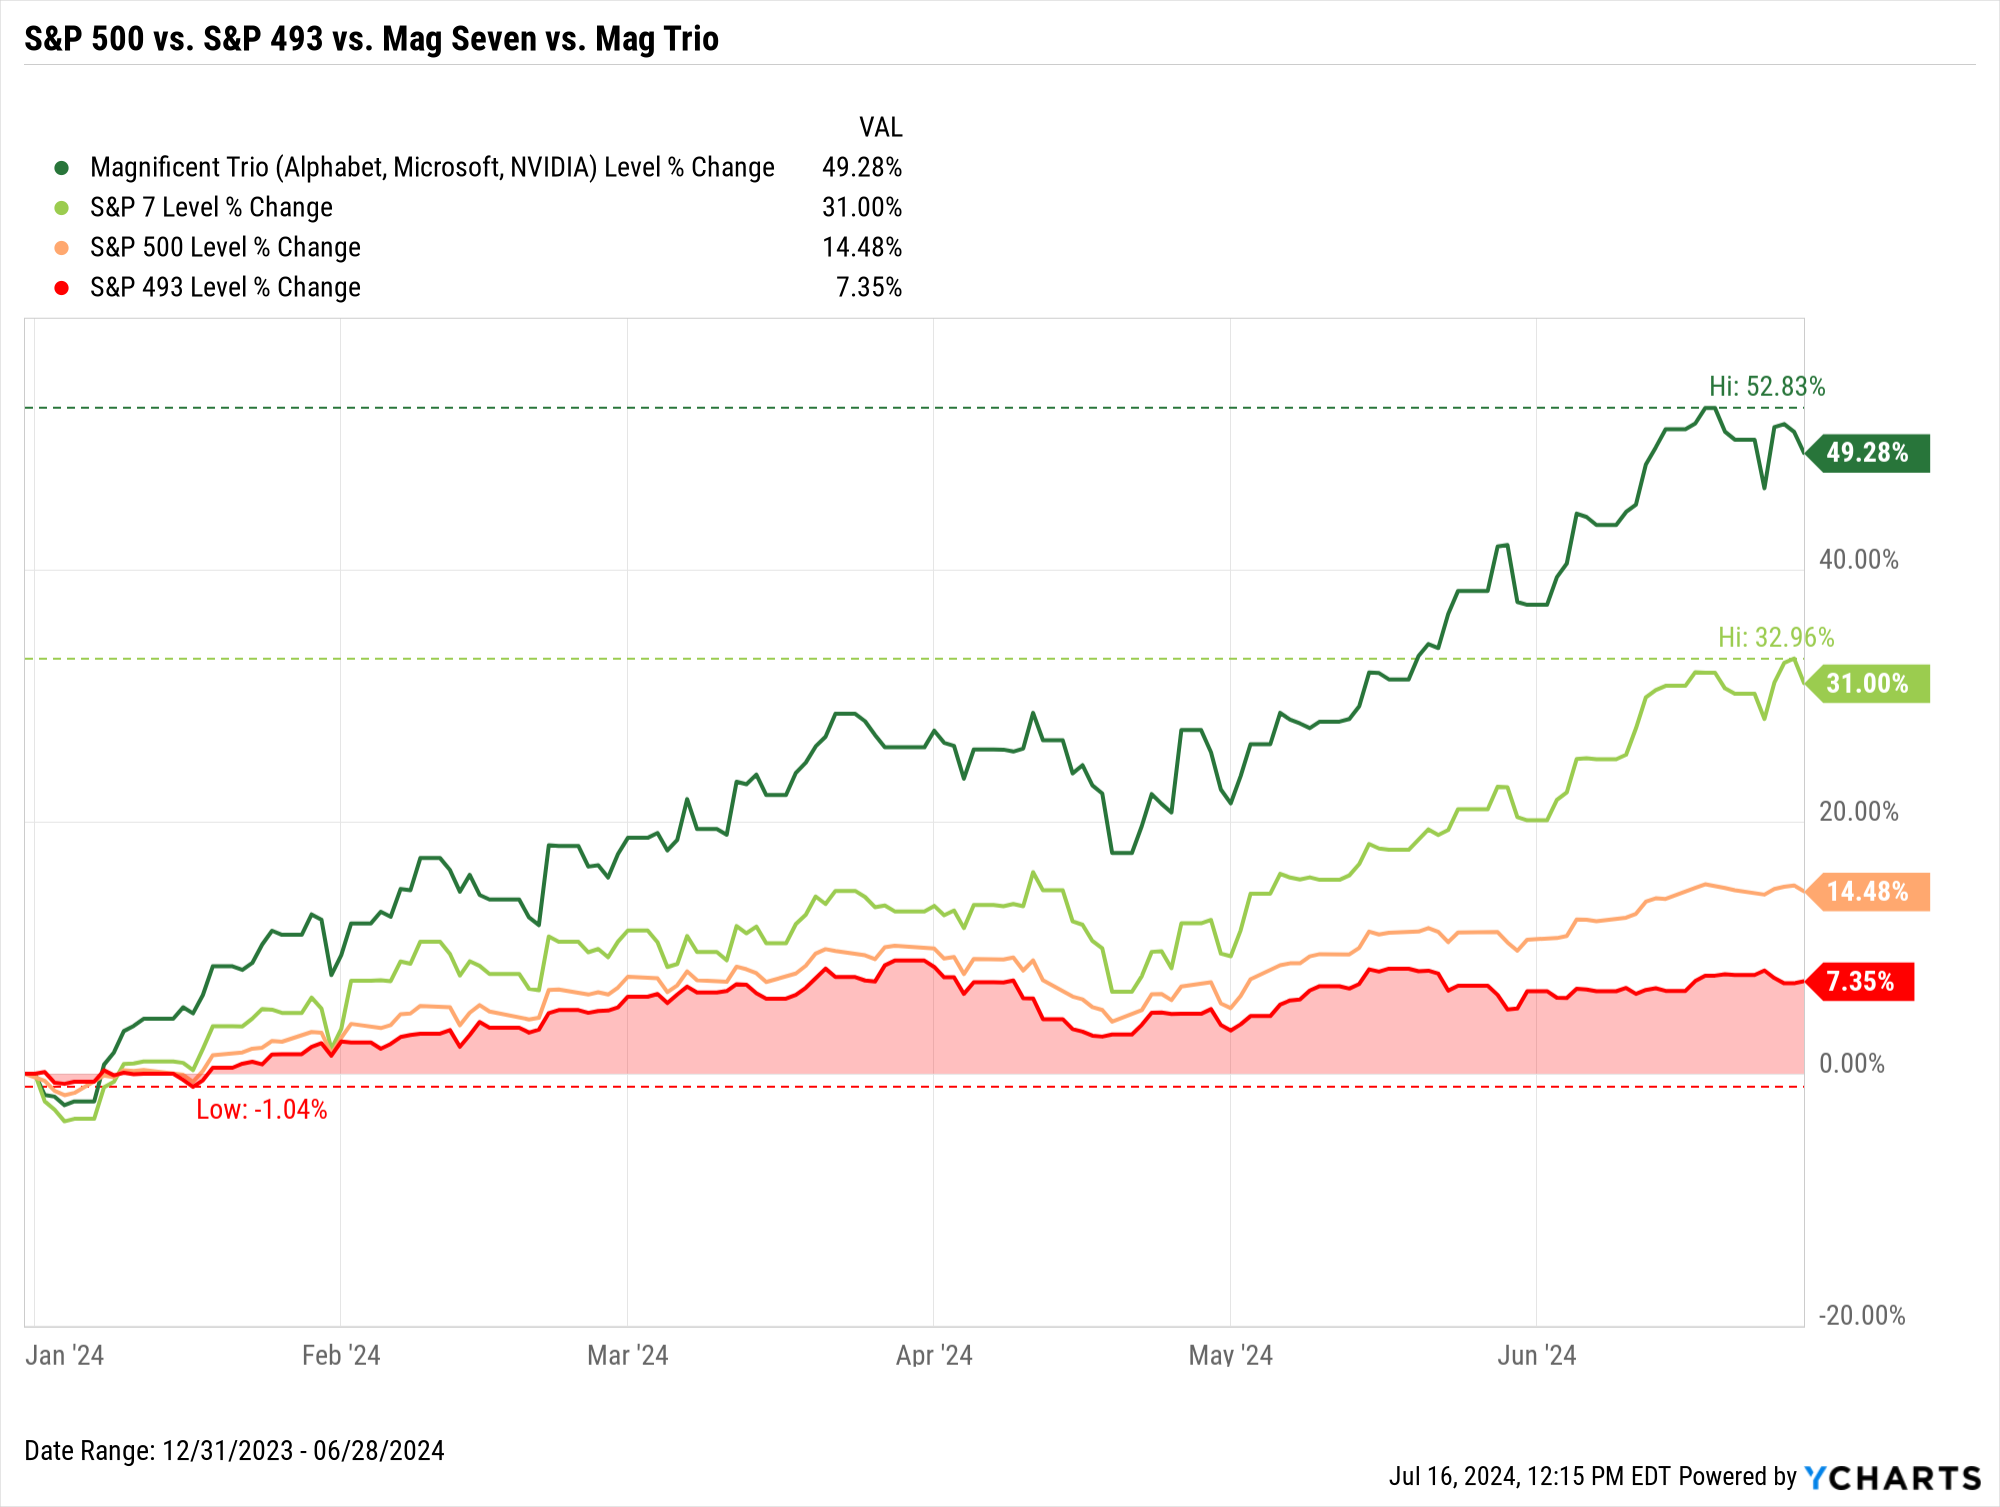 S&P 500 vs. S&P 493 vs. Mag Seven vs. Mag Trio
VAL
Magnificent Trio (Alphabet, Microsoft, NVIDIA) Level % Change 49.28%
S&P 7 Level % Change 31.00%
S&P 500 Level % Change 14.48%
S&P 493 Level % Change 7.35%
Hi: 52.83%
49.28%
40.00%
Hi: 32.96%
31.00%
20.00%
14.48%
7.35%
0.00%
Low: -1.04%
-20.00%
Jan '24 Feb '24 Mar '24 Apr '24 May '24 Jun '24
Date Range: 12/31/2023 - 06/28/2024
Jul 16, 2024, 12:15 PM EDT Powered by YCHARTS